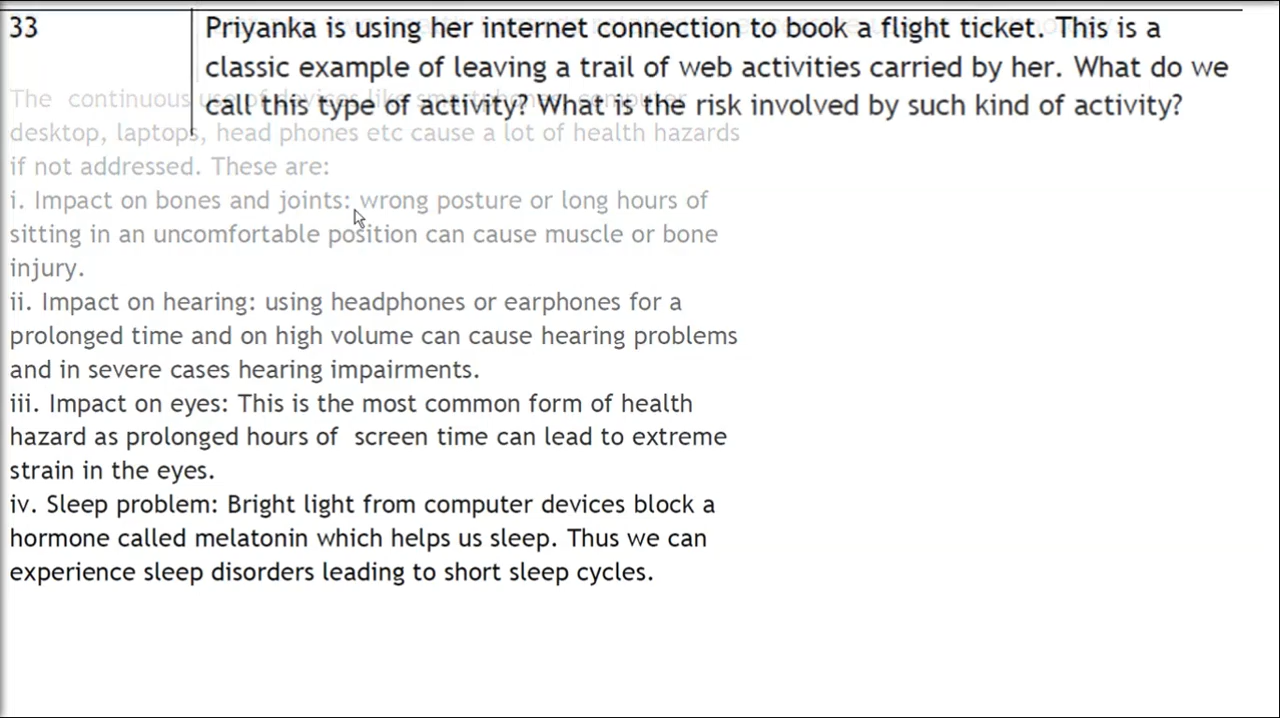 33
Priyanka is using her internet connection to book a flight ticket. This is a
classic example of leaving a trail of web activities carried by her. What do we
call this type of activity? What is the risk involved by such kind of activity?
The continuous use of devices like smartphones, computer
desktop, laptops, head phones etc cause a lot of health hazards
if not addressed. These are:
i. Impact on bones and joints: wrong posture or long hours of
sitting in an uncomfortable position can cause muscle or bone
injury.
ii. Impact on hearing: using headphones or earphones for a
prolonged time and on high volume can cause hearing problems
and in severe cases hearing impairments.
iii. Impact on eyes: This is the most common form of health
hazard as prolonged hours of screen time can lead to extreme
strain in the eyes.
iv. Sleep problem: Bright light from computer devices block a
hormone called melatonin which helps us sleep. Thus we can
experience sleep disorders leading to short sleep cycles.